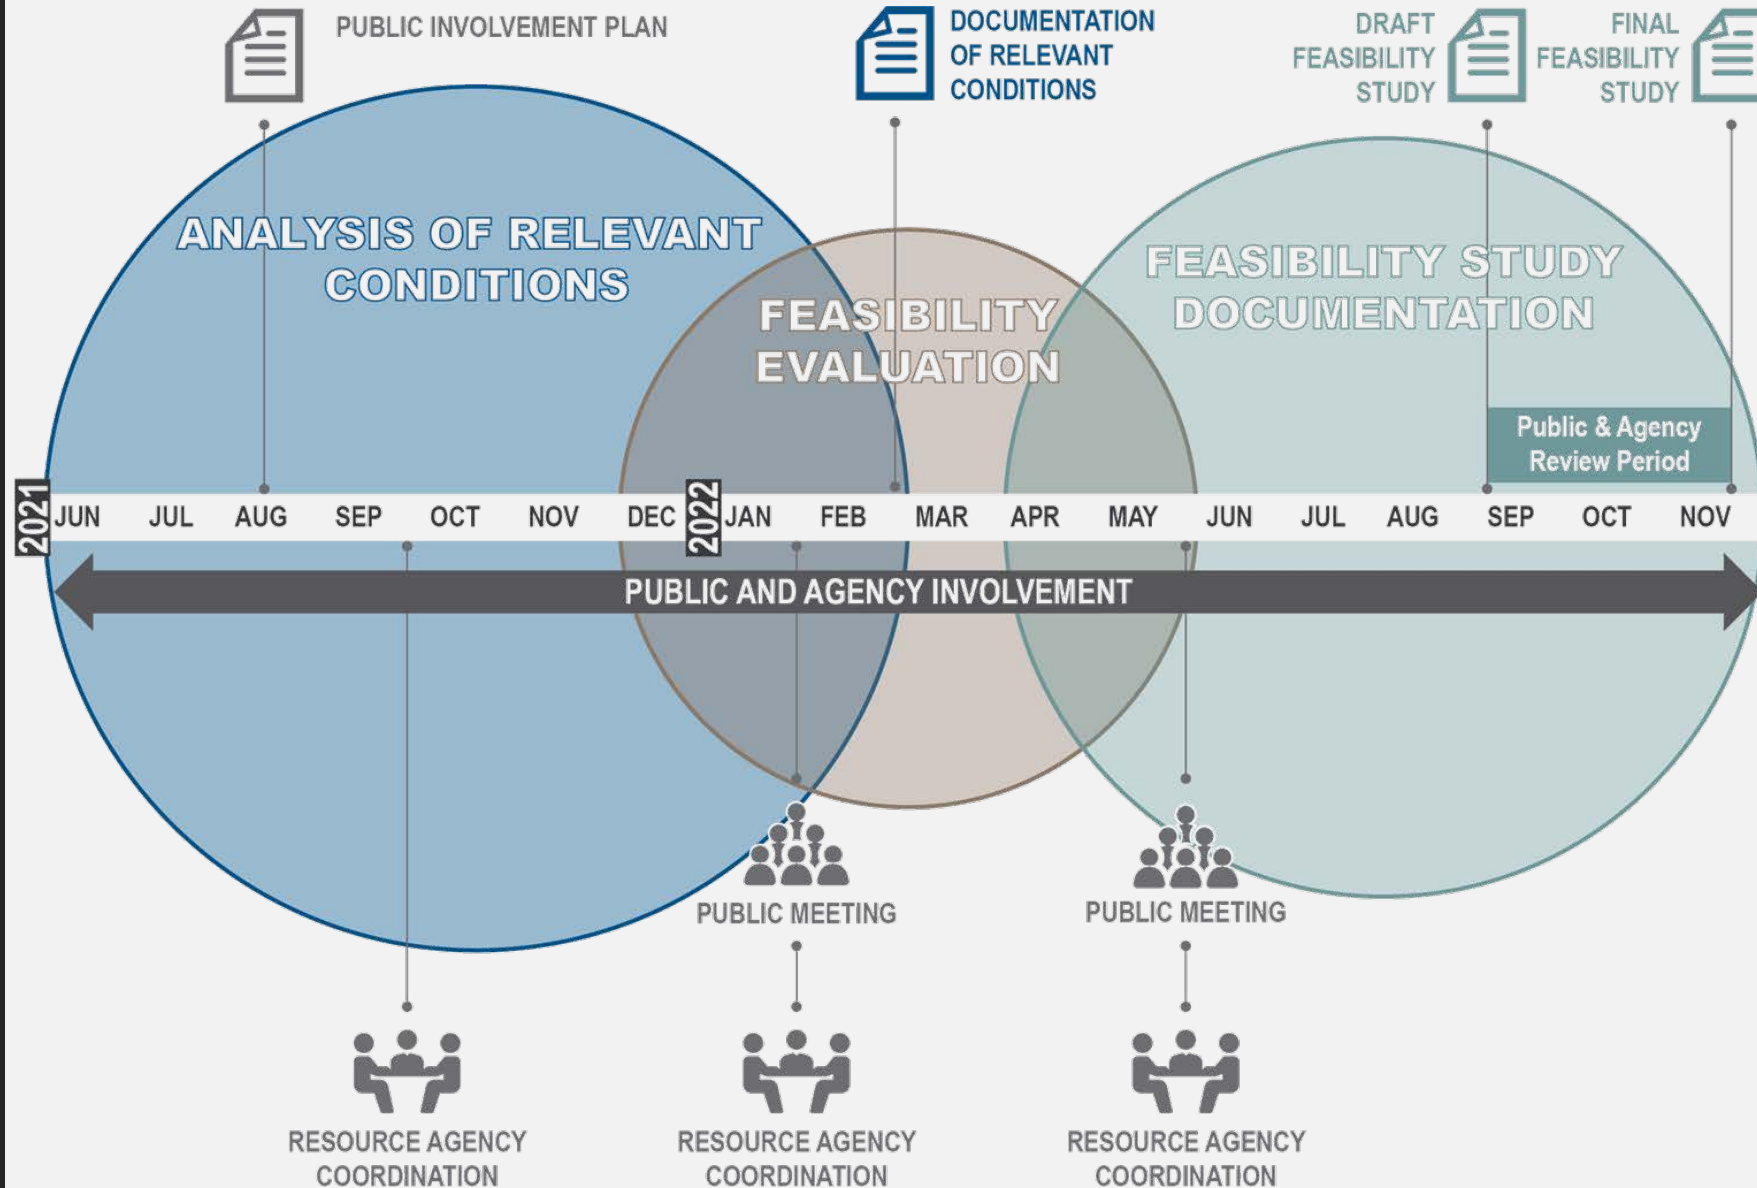 PUBLIC INVOLVEMENT PLAN
DOCUMENTATION
OF RELEVANT
CONDITIONS
DRAFT
FEASIBILITY
STUDY
FINAL
FEASIBILITY
STUDY
ANALYSIS OF RELEVANT
CONDITIONS
FEASIBILITY
EVALUATION
FEASIBILITY STUDY
DOCUMENTATION
Public & Agency
Review Period
2021 JUN JUL AUG SEP OCT NOV DEC 2022 JAN FEB MAR APR MAY JUN JUL AUG SEP OCT NOV
PUBLIC AND AGENCY INVOLVEMENT
PUBLIC MEETING
PUBLIC MEETING
RESOURCE AGENCY
COORDINATION
RESOURCE AGENCY
COORDINATION
RESOURCE AGENCY
COORDINATION